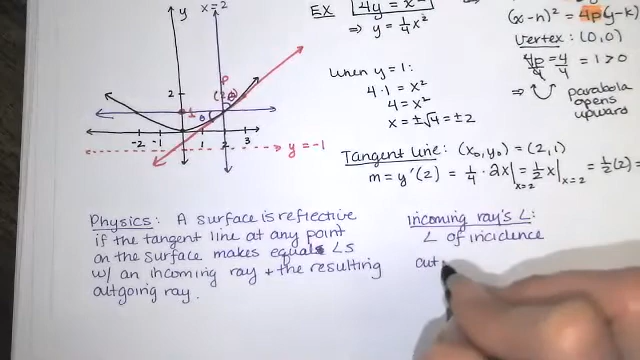 x=2
y
EX 4y = x²
⇒ y = 1/4 x²
(x-h)² = 4p(y-k)
Vertex: (0,0)
4p/4 = 4/4 = 1 > 0
⇒ parabola
opens
upward
When y = 1:
4·1 = x²
4 = x²
x = ±√4 = ±2
P
2
-2 -1 1 2 3
y = -1
Tangent line: (x₀, y₀) = (2,1)
m = y'(2) = 1/4 · 2x|x=2 = 1/2 x|x=2 = 1/2(2) =
Physics: A surface is reflective
if the tangent line at any point
on the surface makes equal ∠s
w/ an incoming ray + the resulting
outgoing ray.
incoming ray's ∠:
∠ of incidence
out